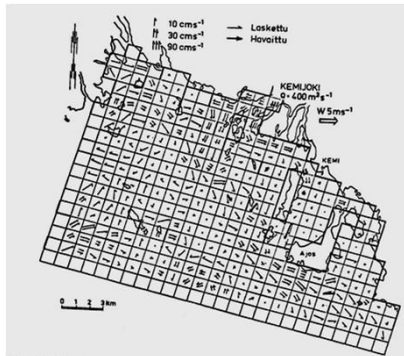 10 cms⁻¹
30 cms⁻¹
90 cms⁻¹
Laskettu
Havaittu
KEMIJOKI
Q = 400 m³s⁻¹
W 5 ms⁻¹
KEMI
Ajos
0 1 2 3 km